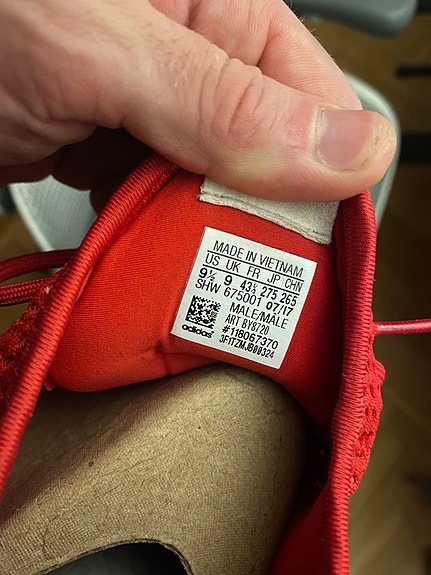 MADE IN VIETNAM
US UK FR JP CHN
9½ 9 43⅓ 275 265
SHW 675001 07/17
MALE/MALE
ART BY8720
#118067370
3F1TZMJB00324
adidas